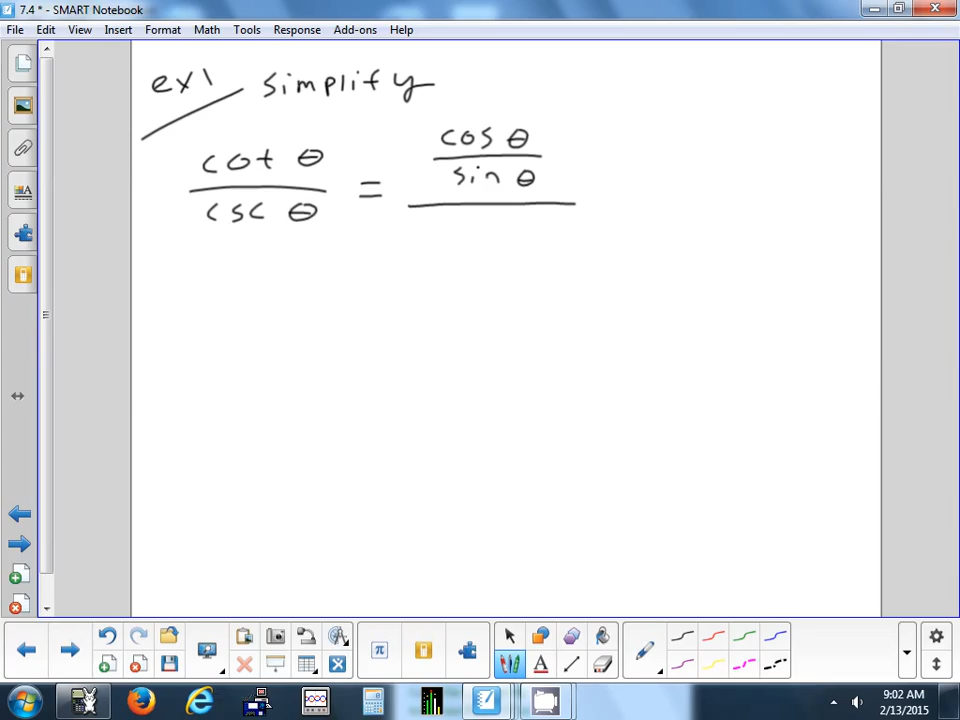 7.4 * - SMART Notebook
File Edit View Insert Format Math Tools Response Add-ons Help
ex1 simplify
cot θ / csc θ = cos θ / sin θ
9:02 AM
2/13/2015